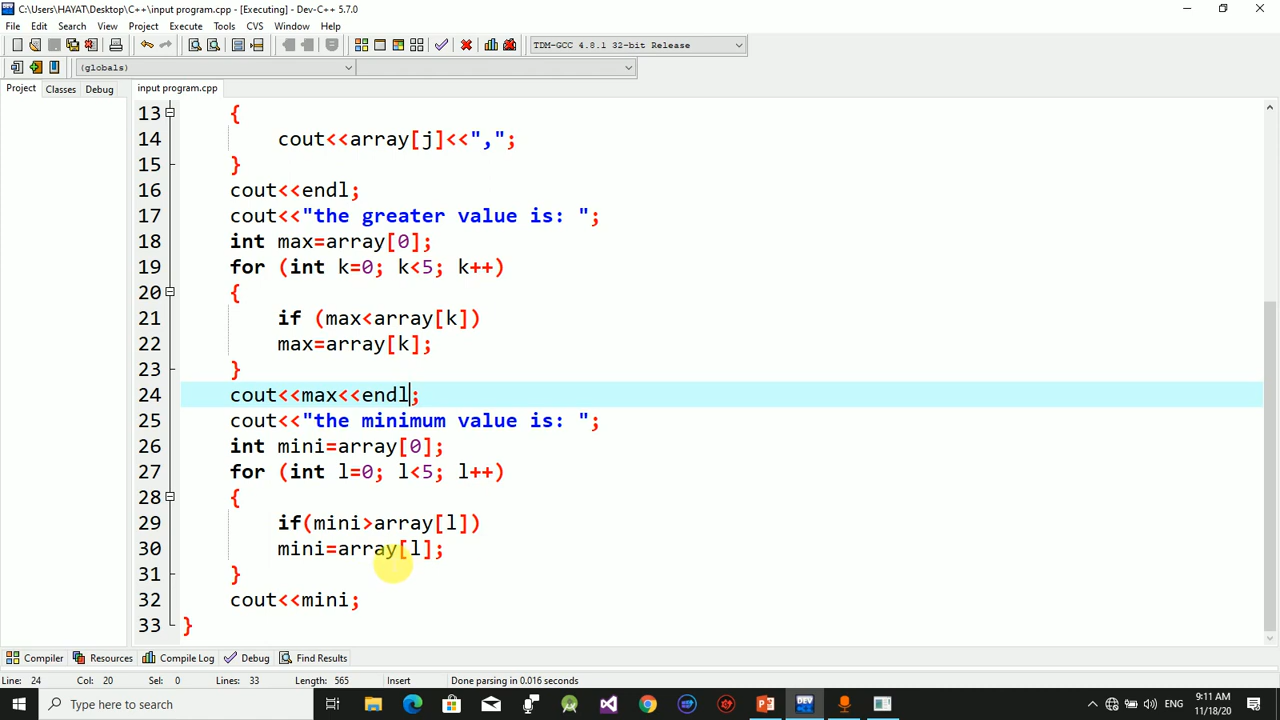 C:\Users\HAYAT\Desktop\C++\input program.cpp - [Executing] - Dev-C++ 5.7.0
File Edit Search View Project Execute Tools CVS Window Help
TDM-GCC 4.8.1 32-bit Release
(globals)
Project Classes Debug input program.cpp
13 {
14 cout<<array[j]<<",";
15 }
16 cout<<endl;
17 cout<<"the greater value is: ";
18 int max=array[0];
19 for (int k=0; k<5; k++)
20 {
21 if (max<array[k])
22 max=array[k];
23 }
24 cout<<max<<endl;
25 cout<<"the minimum value is: ";
26 int mini=array[0];
27 for (int l=0; l<5; l++)
28 {
29 if(mini>array[l])
30 mini=array[l];
31 }
32 cout<<mini;
33 }
Compiler Resources Compile Log Debug Find Results
Line: 24 Col: 20 Sel: 0 Lines: 33 Length: 565 Insert Done parsing in 0.016 seconds
Type here to search
ENG
9:11 AM
11/18/20